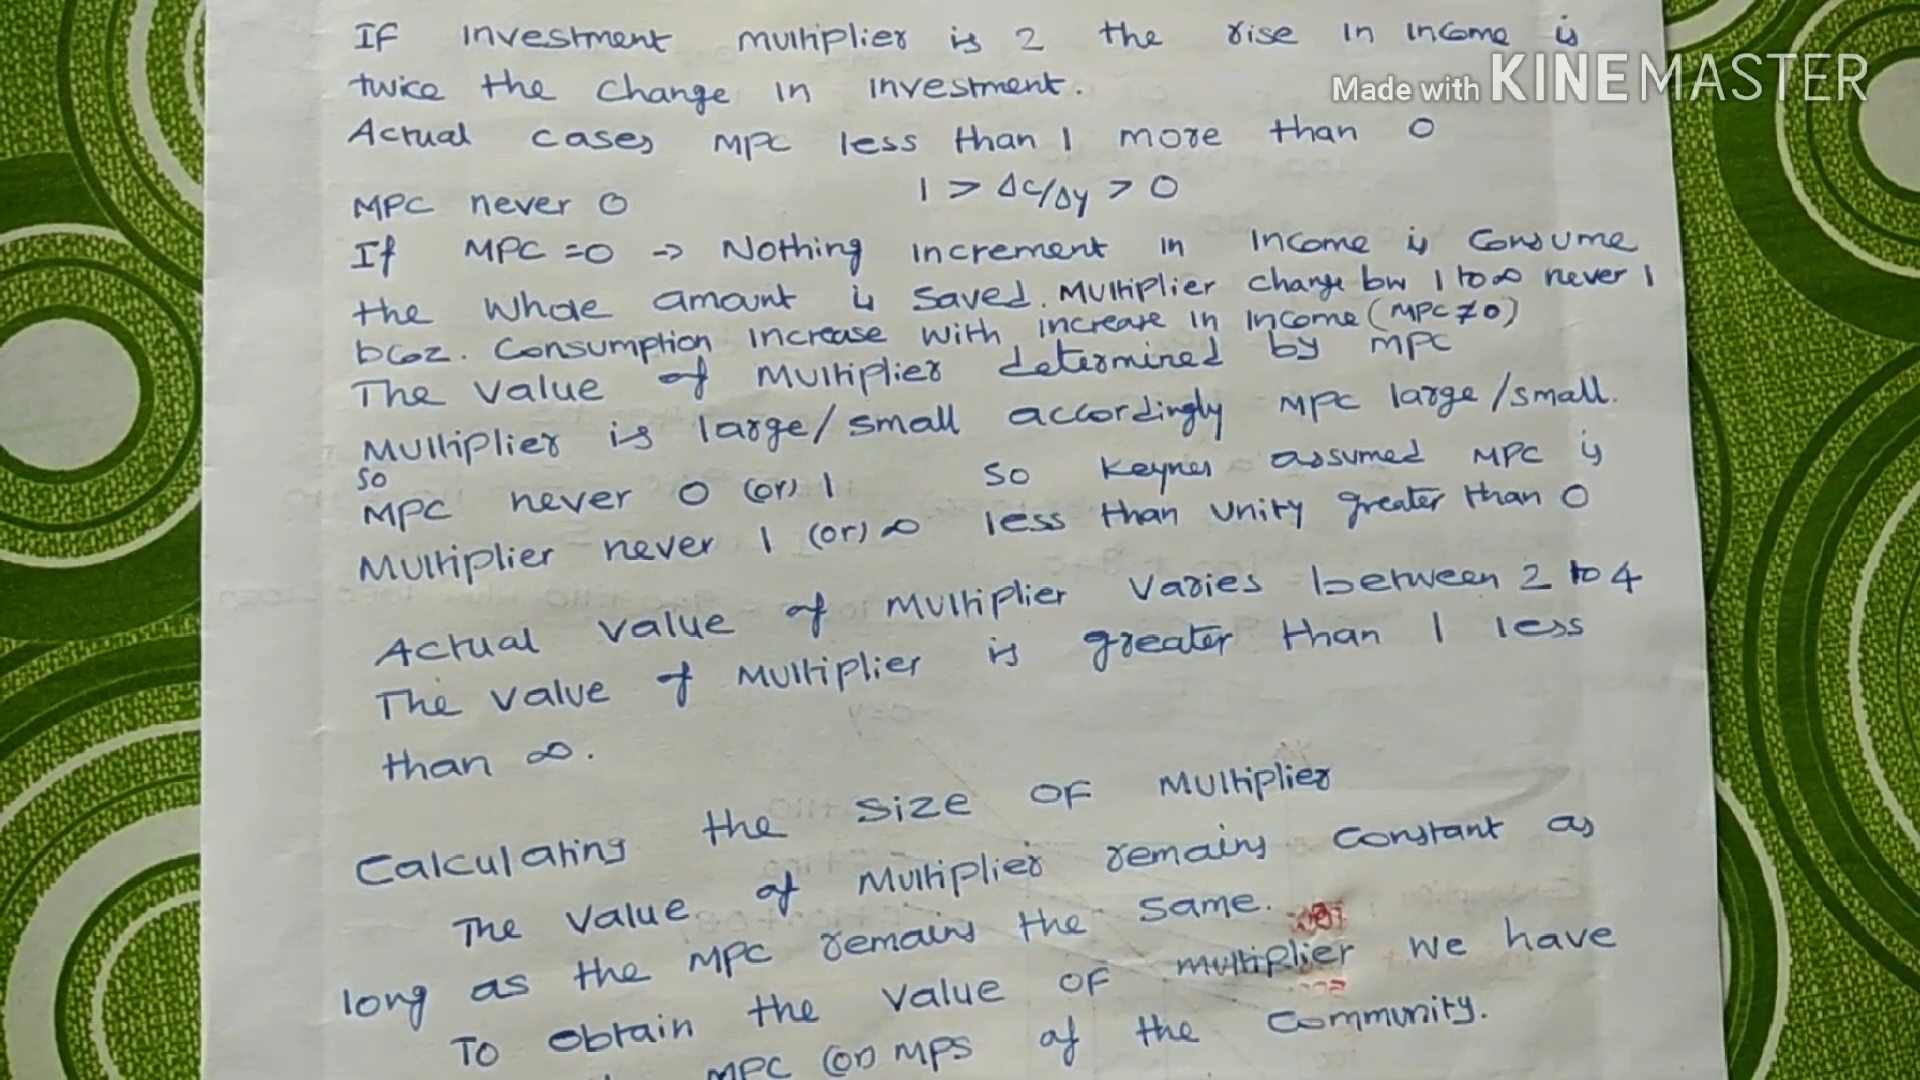 IF investment multiplier is 2 the rise in income is
Made with KINEMASTER
twice the change in investment.
Actual cases MPC less than 1 more than 0
MPC never 0 1 > ΔC/ΔY > 0
If MPC =0 -> Nothing increment in income is consume
the whole amount is saved. Multiplier change bw 1 to ∞ never 1
bcoz. Consumption increase with increase in income (MPC≠0)
The value of multiplier determined by MPC
Multiplier is large/small accordingly MPC large/small.
so
MPC never 0 (or) 1 So Keynes assumed MPC is
Multiplier never 1 (or) ∞ less than unity greater than 0
Actual value of multiplier varies between 2 to 4
The value of multiplier is greater than 1 less
than ∞.
Calculating the size OF Multiplier
The value of Multiplier remains constant as
long as the MPC remains the same.
To obtain the value OF multiplier we have
MPC (or) MPS of the community.